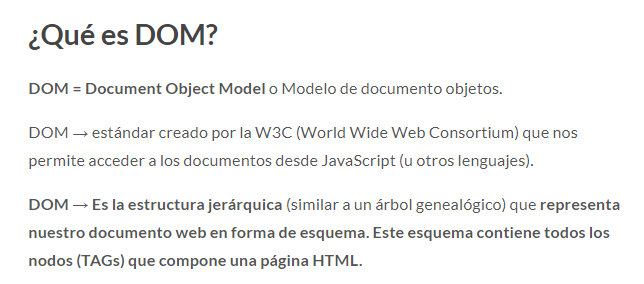 ¿Qué es DOM?
DOM = Document Object Model o Modelo de documento objetos.
DOM → estándar creado por la W3C (World Wide Web Consortium) que nos
permite acceder a los documentos desde JavaScript (u otros lenguajes).
DOM → Es la estructura jerárquica (similar a un árbol genealógico) que representa
nuestro documento web en forma de esquema. Este esquema contiene todos los
nodos (TAGs) que compone una página HTML.